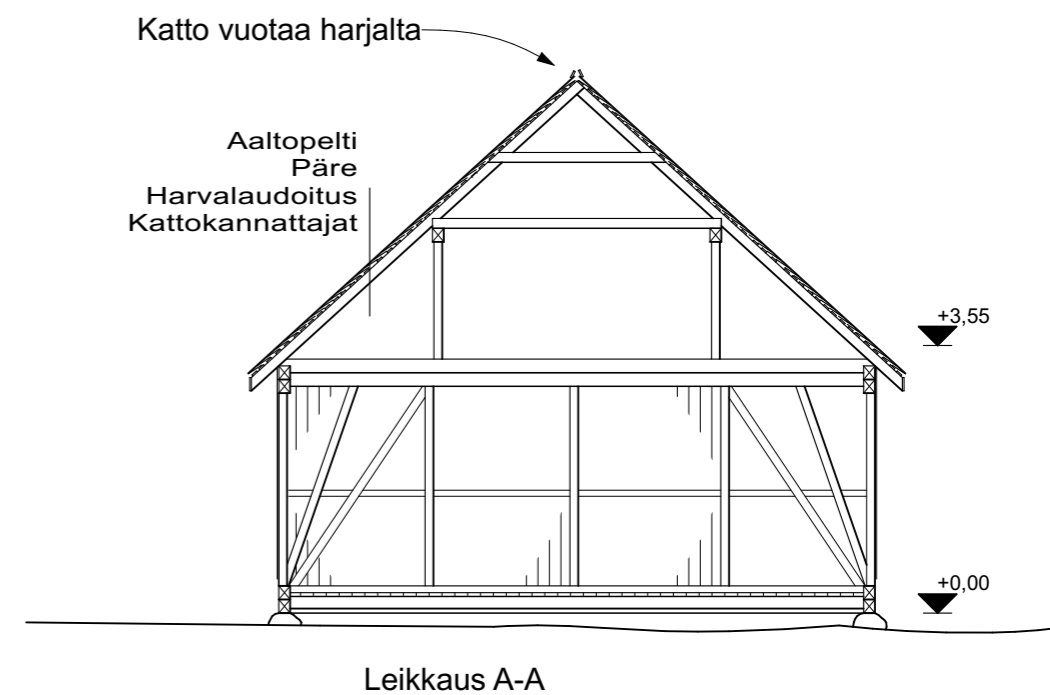 Katto vuotaa harjalta
Aaltopelti
Päre
Harvalaudoitus
Kattokannattajat
+3,55
+0,00
Leikkaus A-A